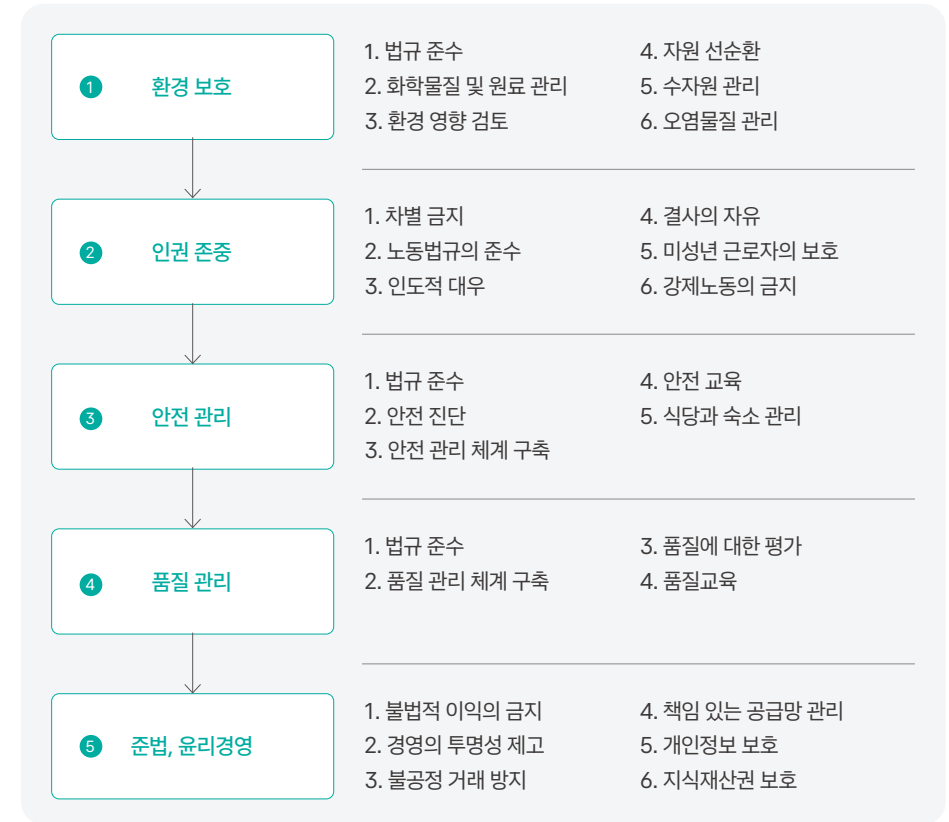 1 환경 보호
1. 법규 준수
2. 화학물질 및 원료 관리
3. 환경 영향 검토
4. 자원 선순환
5. 수자원 관리
6. 오염물질 관리
2 인권 존중
1. 차별 금지
2. 노동법규의 준수
3. 인도적 대우
4. 결사의 자유
5. 미성년 근로자의 보호
6. 강제노동의 금지
3 안전 관리
1. 법규 준수
2. 안전 진단
3. 안전 관리 체계 구축
4. 안전 교육
5. 식당과 숙소 관리
4 품질 관리
1. 법규 준수
2. 품질 관리 체계 구축
3. 품질에 대한 평가
4. 품질교육
5 준법, 윤리경영
1. 불법적 이익의 금지
2. 경영의 투명성 제고
3. 불공정 거래 방지
4. 책임 있는 공급망 관리
5. 개인정보 보호
6. 지식재산권 보호